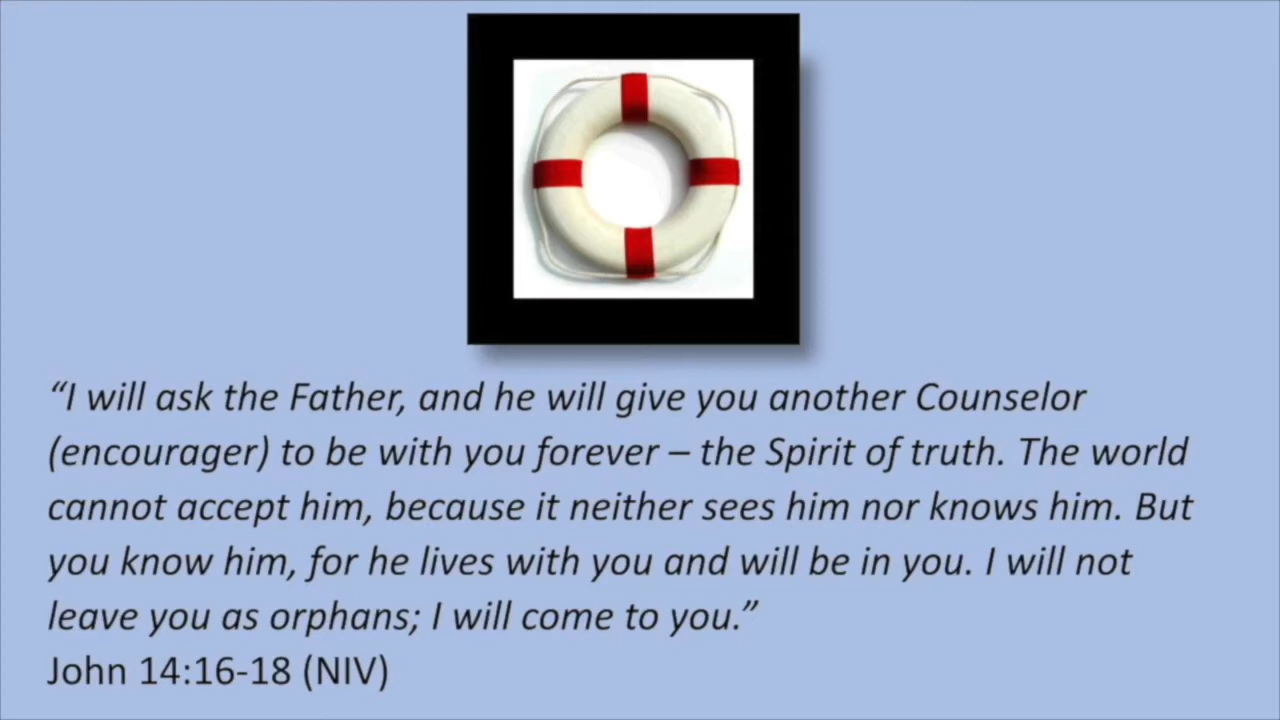 “I will ask the Father, and he will give you another Counselor
(encourager) to be with you forever – the Spirit of truth. The world
cannot accept him, because it neither sees him nor knows him. But
you know him, for he lives with you and will be in you. I will not
leave you as orphans; I will come to you.”
John 14:16-18 (NIV)